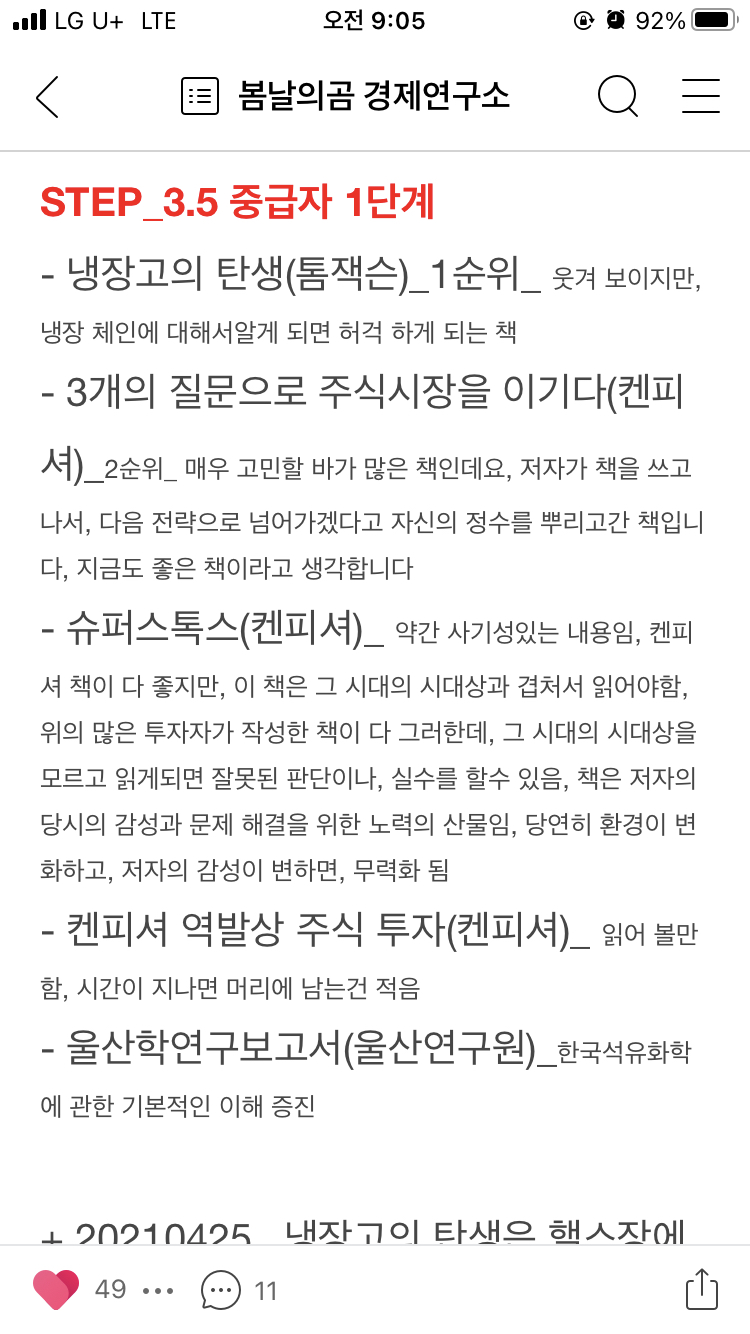 LG U+ LTE 오전 9:05 92%
봄날의곰 경제연구소
STEP_3.5 중급자 1단계
- 냉장고의 탄생(톰잭슨)_1순위_ 웃겨 보이지만,
냉장 체인에 대해서알게 되면 허걱 하게 되는 책
- 3개의 질문으로 주식시장을 이기다(켄피
셔)_2순위_ 매우 고민할 바가 많은 책인데요, 저자가 책을 쓰고
나서, 다음 전략으로 넘어가겠다고 자신의 정수를 뿌리고간 책입니
다, 지금도 좋은 책이라고 생각합니다
- 슈퍼스톡스(켄피셔)_ 약간 사기성있는 내용임, 켄피
셔 책이 다 좋지만, 이 책은 그 시대의 시대상과 겹처서 읽어야함,
위의 많은 투자자가 작성한 책이 다 그러한데, 그 시대의 시대상을
모르고 읽게되면 잘못된 판단이나, 실수를 할수 있음, 책은 저자의
당시의 감성과 문제 해결을 위한 노력의 산물임, 당연히 환경이 변
화하고, 저자의 감성이 변하면, 무력화 됨
- 켄피셔 역발상 주식 투자(켄피셔)_ 읽어 볼만
함, 시간이 지나면 머리에 남는건 적음
- 울산학연구보고서(울산연구원)_한국석유화학
에 관한 기본적인 이해 증진
+ 20210425_ 냉장고의 탄생은 헬스장에
49 11